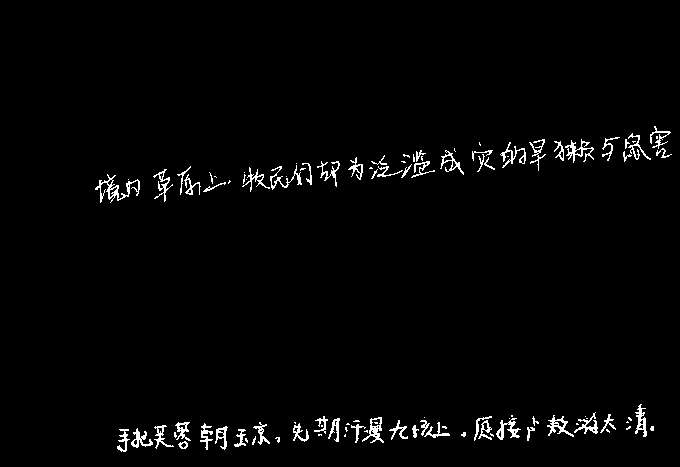 境内草原上牧民们却为泛滥成灾的旱獭与鼠害
手把芙蓉朝玉京。先期汗漫九垓上。愿接卢敖游太清。